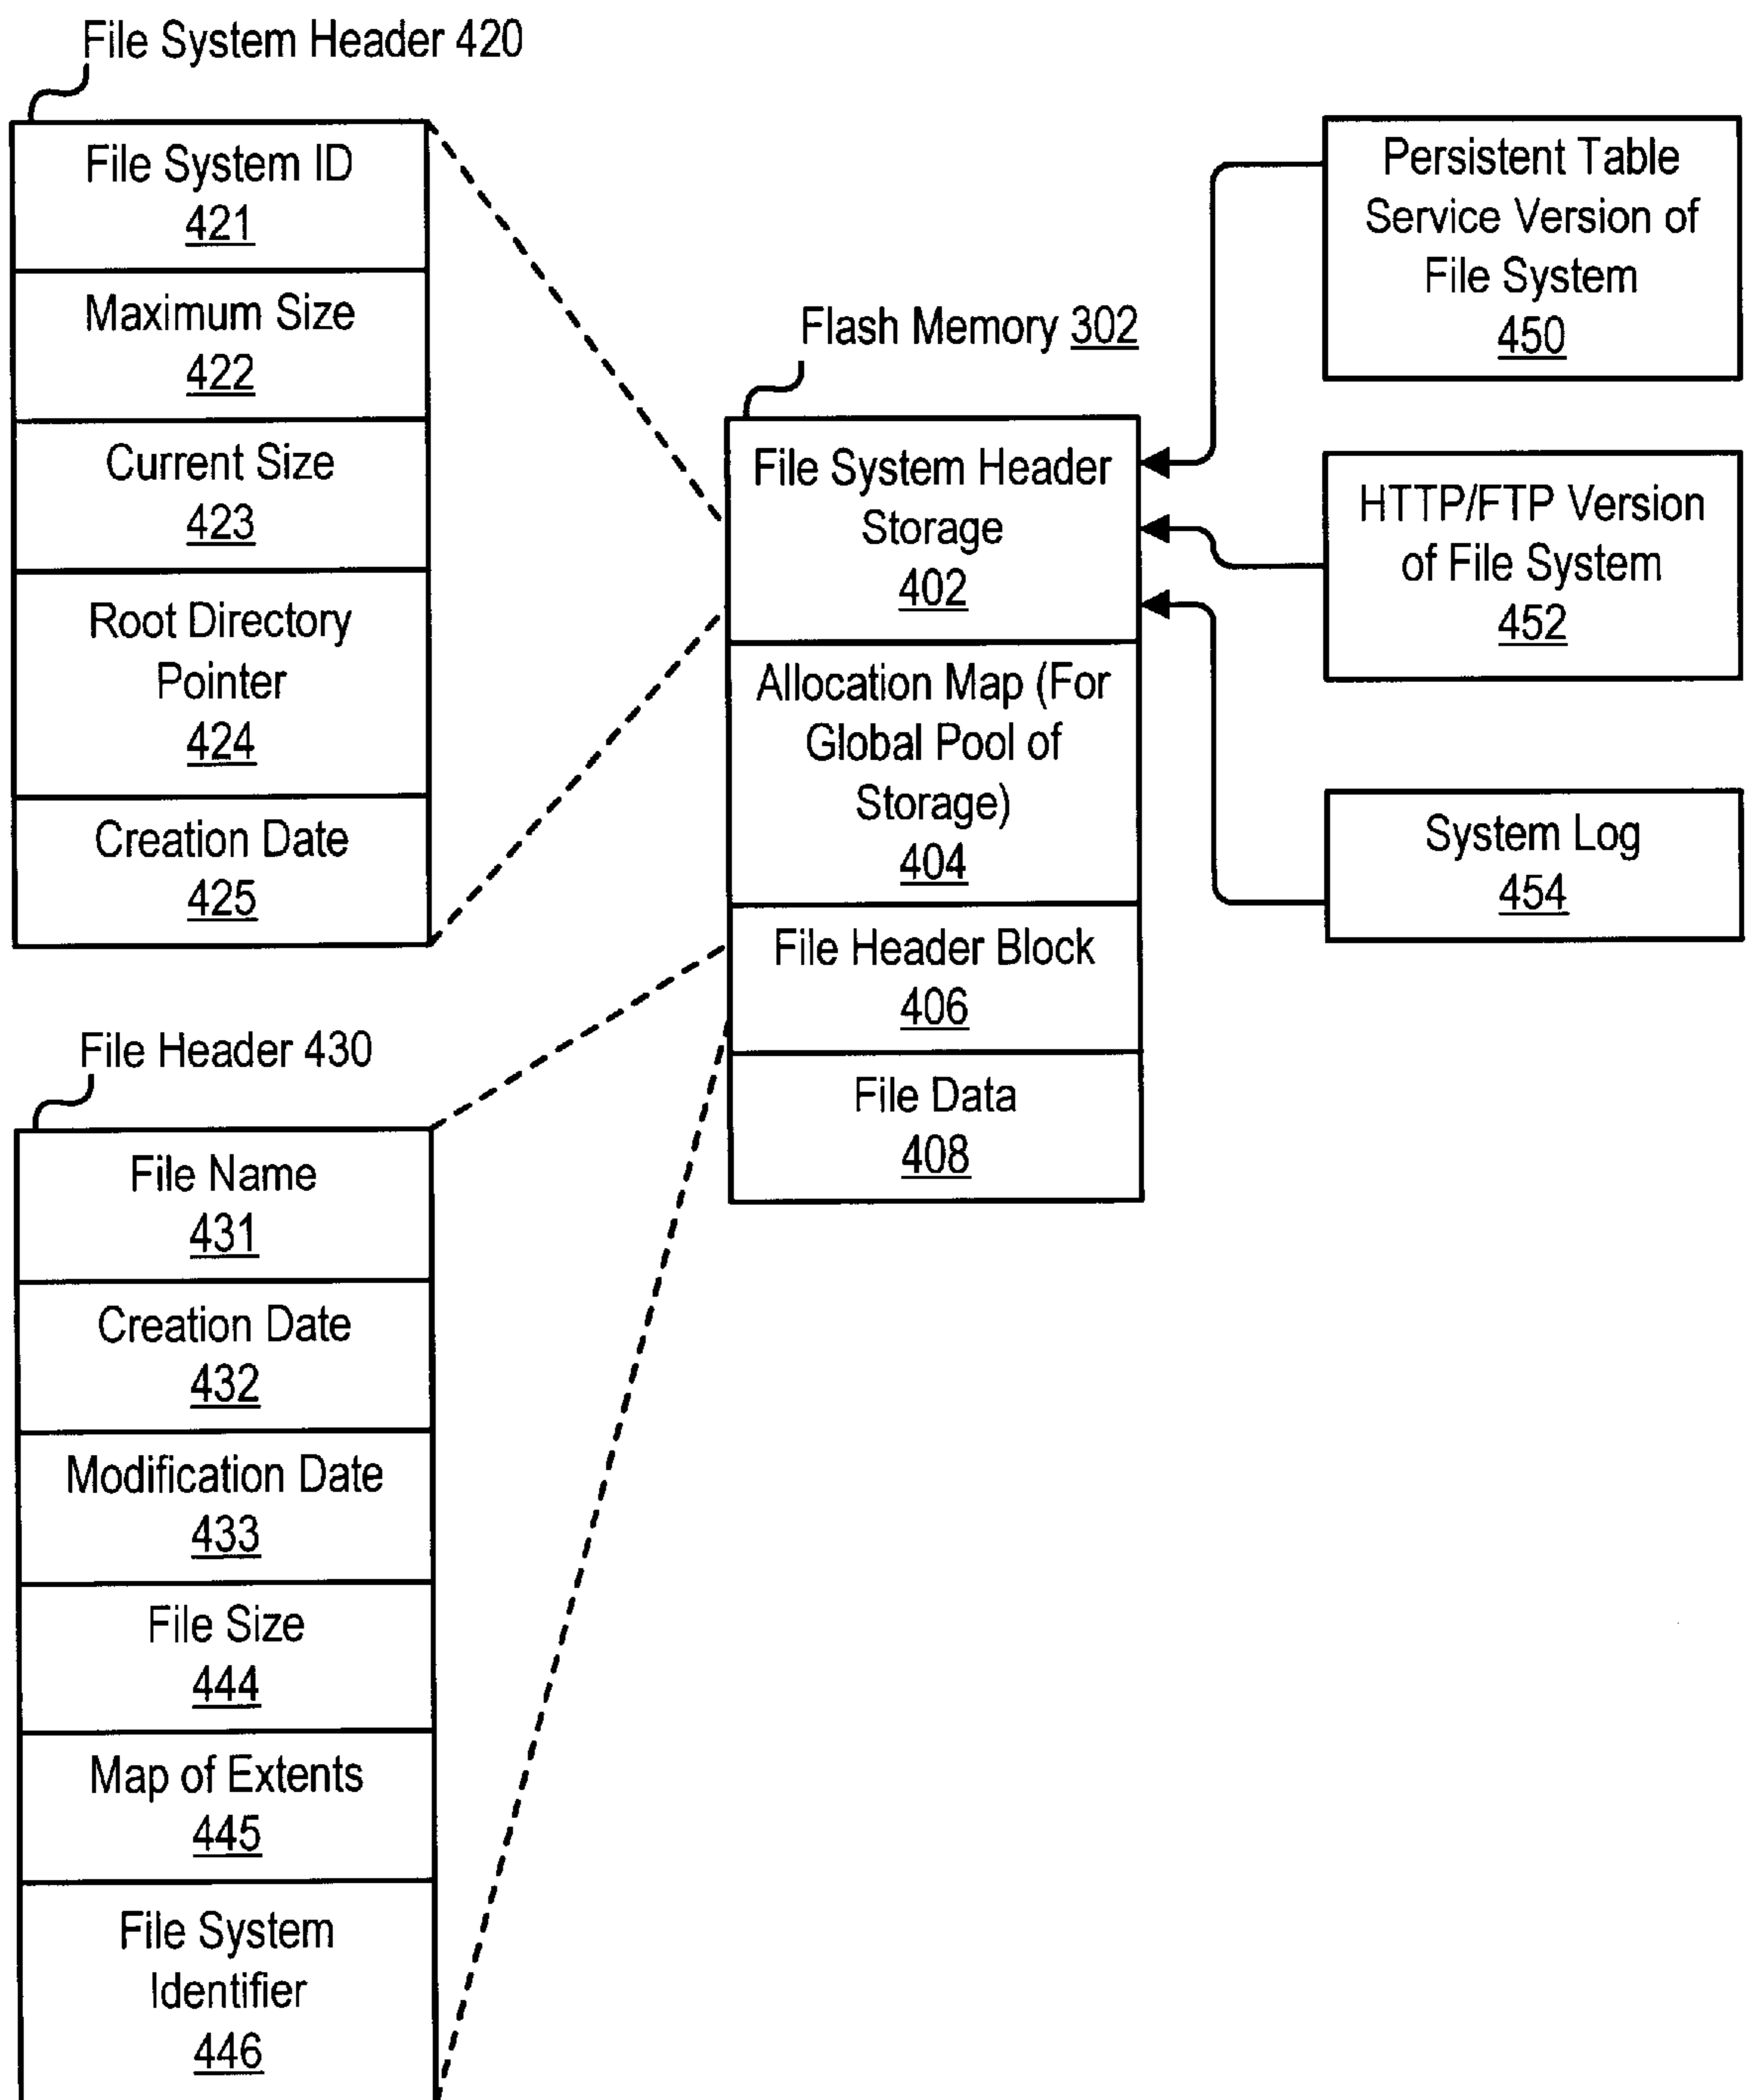 File System Header 420
File System ID
421
Maximum Size
422
Current Size
423
Root Directory
Pointer
424
Creation Date
425
File Header 430
File Name
431
Creation Date
432
Modification Date
433
File Size
444
Map of Extents
445
File System
Identifier
446
Flash Memory 302
File System Header
Storage
402
Allocation Map (For
Global Pool of
Storage)
404
File Header Block
406
File Data
408
Persistent Table
Service Version of
File System
450
HTTP/FTP Version
of File System
452
System Log
454